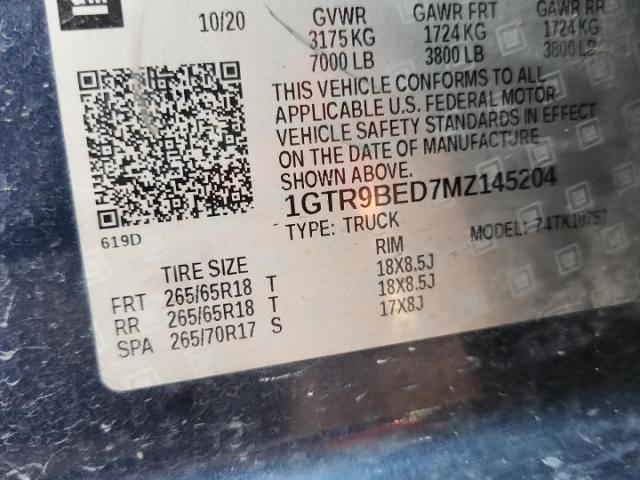 GM
10/20
GVWR GAWR FRT GAWR RR
3175 KG 1724 KG 1724 KG
7000 LB 3800 LB 3800 LB
THIS VEHICLE CONFORMS TO ALL
APPLICABLE U.S. FEDERAL MOTOR
VEHICLE SAFETY STANDARDS IN EFFECT
ON THE DATE OF MANUFACTURE
SHOWN ABOVE.
1GTR9BED7MZ145204
619D
TYPE: TRUCK MODEL:
TIRE SIZE RIM
FRT 265/65R18 T 18X8.5J
RR 265/65R18 T 18X8.5J
SPA 265/70R17 S 17X8J